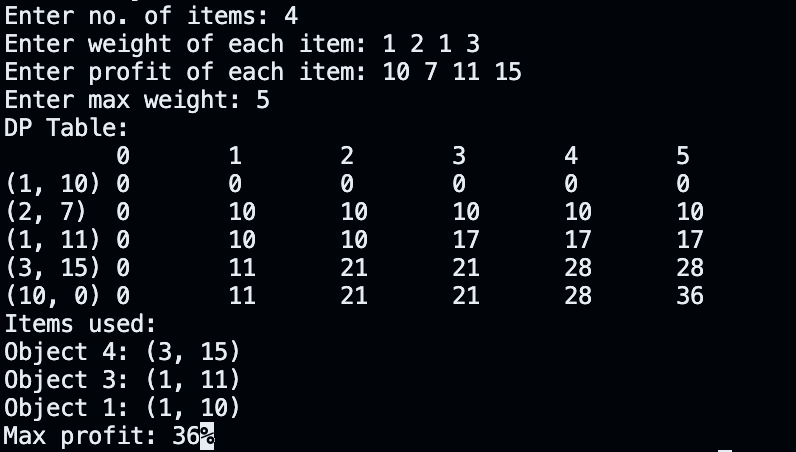 Enter no. of items: 4
Enter weight of each item: 1 2 1 3
Enter profit of each item: 10 7 11 15
Enter max weight: 5
DP Table:
0 1 2 3 4 5
(1, 10) 0 0 0 0 0 0
(2, 7) 0 10 10 10 10 10
(1, 11) 0 10 10 17 17 17
(3, 15) 0 11 21 21 28 28
(10, 0) 0 11 21 21 28 36
Items used:
Object 4: (3, 15)
Object 3: (1, 11)
Object 1: (1, 10)
Max profit: 36%